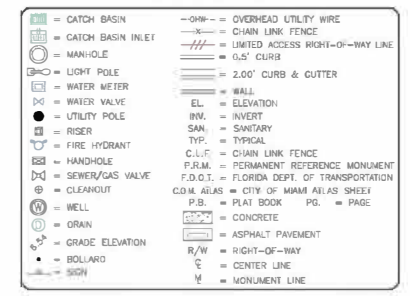 = CATCH BASIN
= CATCH BASIN INLET
= MANHOLE
= LIGHT POLE
= WATER METER
= WATER VALVE
= UTILITY POLE
= RISER
= FIRE HYDRANT
= HANDHOLE
= SEWER/GAS VALVE
= CLEANOUT
W = WELL
D = DRAIN
= GRADE ELEVATION
= BOLLARD
= SIGN
-OHW- = OVERHEAD UTILITY WIRE
X = CHAIN LINK FENCE
/// = LIMITED ACCESS RIGHT-OF-WAY LINE
= 0.5' CURB
= 2.00' CURB & GUTTER
= WALL
EL. = ELEVATION
INV. = INVERT
SAN. = SANITARY
TYP. = TYPICAL
C.L.F. = CHAIN LINK FENCE
P.R.M. = PERMANENT REFERENCE MONUMENT
F.D.O.T. = FLORIDA DEPT. OF TRANSPORTATION
C.O.M. ATLAS = CITY OF MIAMI ATLAS SHEET
P.B. = PLAT BOOK PG. = PAGE
= CONCRETE
= ASPHALT PAVEMENT
R/W = RIGHT-OF-WAY
℄ = CENTER LINE
M = MONUMENT LINE